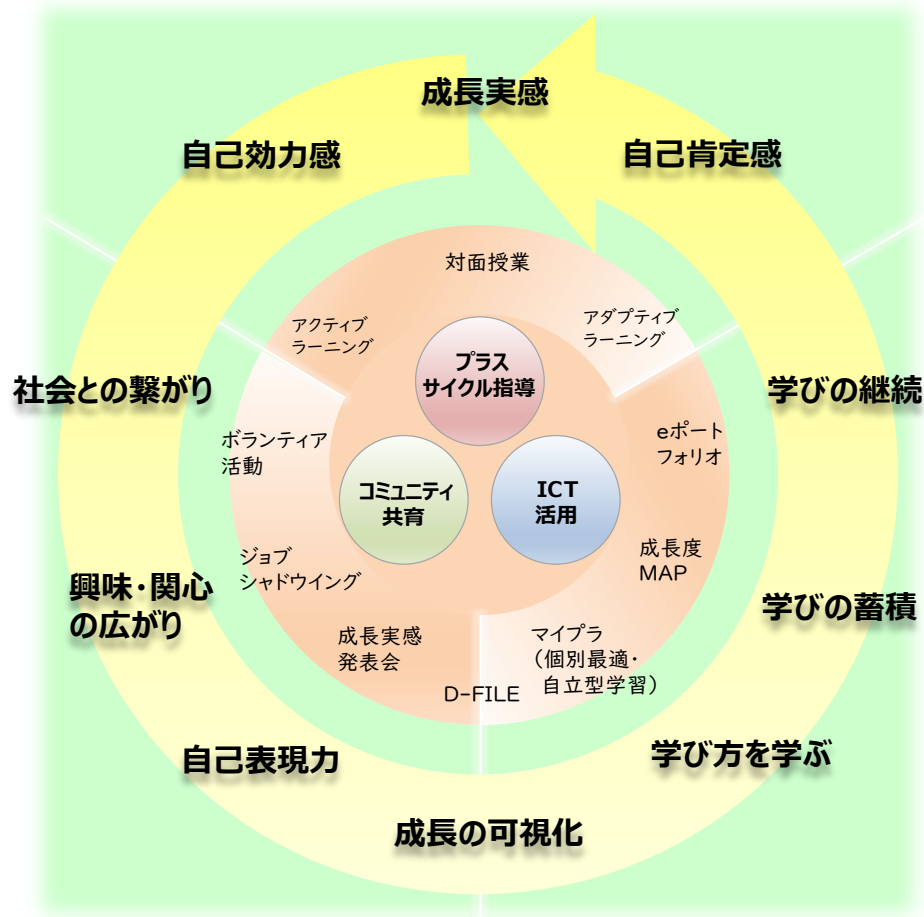 成長実感
自己効力感
自己肯定感
対面授業
アクティブ
ラーニング
アダプティブ
ラーニング
プラス
サイクル指導
社会との繋がり
学びの継続
ボランティア
活動
eポート
フォリオ
コミュニティ
共育
ICT
活用
ジョブ
シャドウイング
成長度
MAP
興味・関心
の広がり
学びの蓄積
成長実感
発表会
マイプラ
（個別最適・
自立型学習）
D-FILE
自己表現力
学び方を学ぶ
成長の可視化